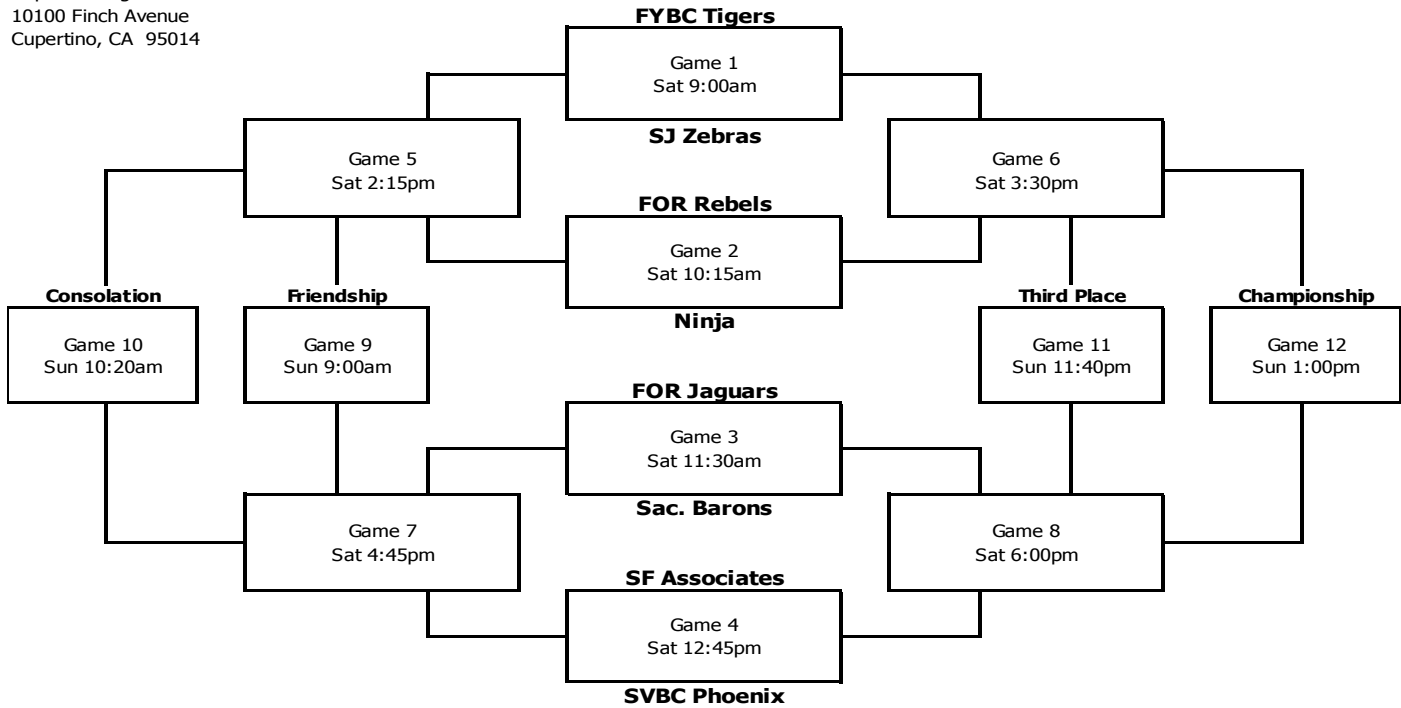 10100 Finch Avenue
Cupertino, CA 95014
FYBC Tigers
Game 1
Sat 9:00am
SJ Zebras
Game 5
Sat 2:15pm
Game 6
Sat 3:30pm
FOR Rebels
Game 2
Sat 10:15am
Ninja
Consolation
Game 10
Sun 10:20am
Friendship
Game 9
Sun 9:00am
Third Place
Game 11
Sun 11:40pm
Championship
Game 12
Sun 1:00pm
FOR Jaguars
Game 3
Sat 11:30am
Sac. Barons
Game 7
Sat 4:45pm
Game 8
Sat 6:00pm
SF Associates
Game 4
Sat 12:45pm
SVBC Phoenix